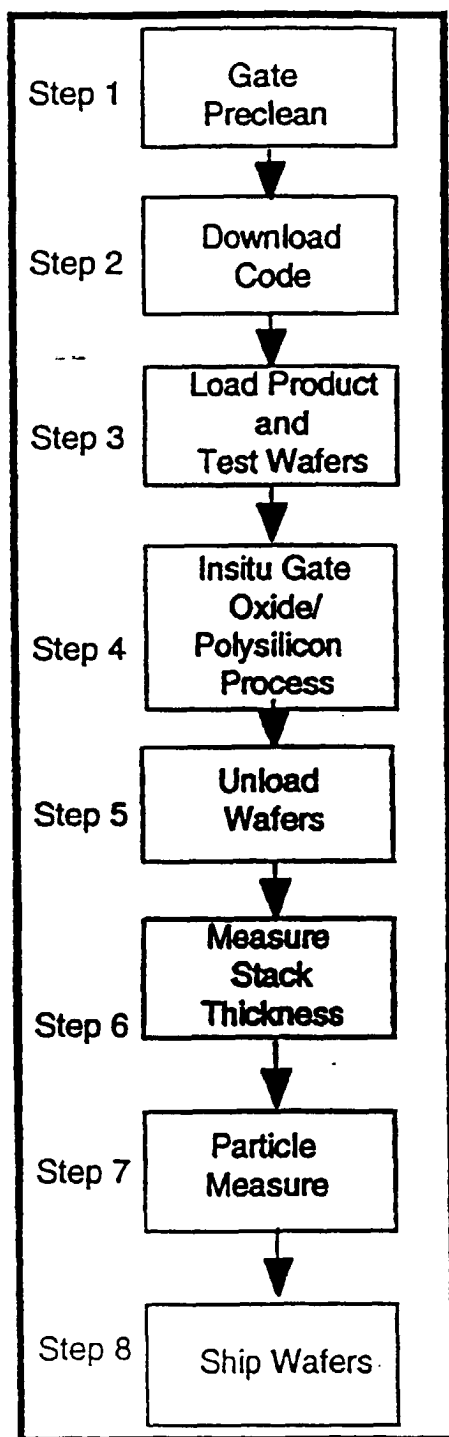 Step 1
Gate
Preclean
Step 2
Download
Code
Step 3
Load Product
and
Test Wafers
Step 4
Insitu Gate
Oxide/
Polysilicon
Process
Step 5
Unload
Wafers
Step 6
Measure
Stack
Thickness
Step 7
Particle
Measure
Step 8
Ship Wafers